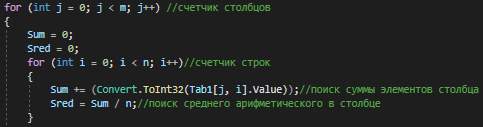 for (int j = 0; j < m; j++) //счетчик столбцов
{
Sum = 0;
Sred = 0;
for (int i = 0; i < n; i++)//счетчик строк
{
Sum += (Convert.ToInt32(Tab1[j, i].Value));//поиск суммы элементов столбца
Sred = Sum / n;//поиск среднего арифметического в столбце
}